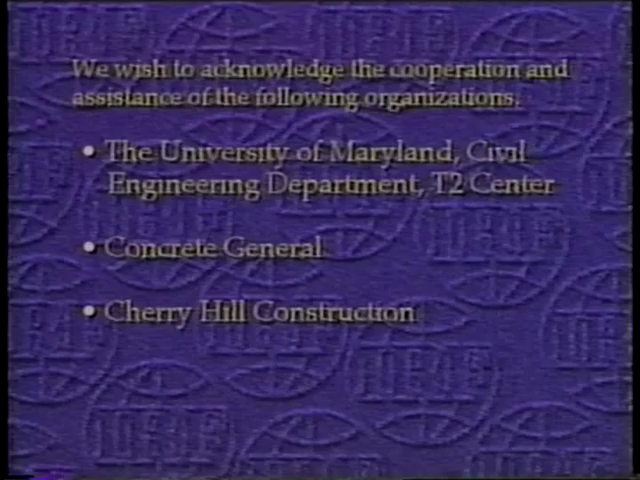 We wish to acknowledge the cooperation and
assistance of the following organizations.
• The University of Maryland, Civil
Engineering Department, T2 Center
• Concrete General
• Cherry Hill Construction